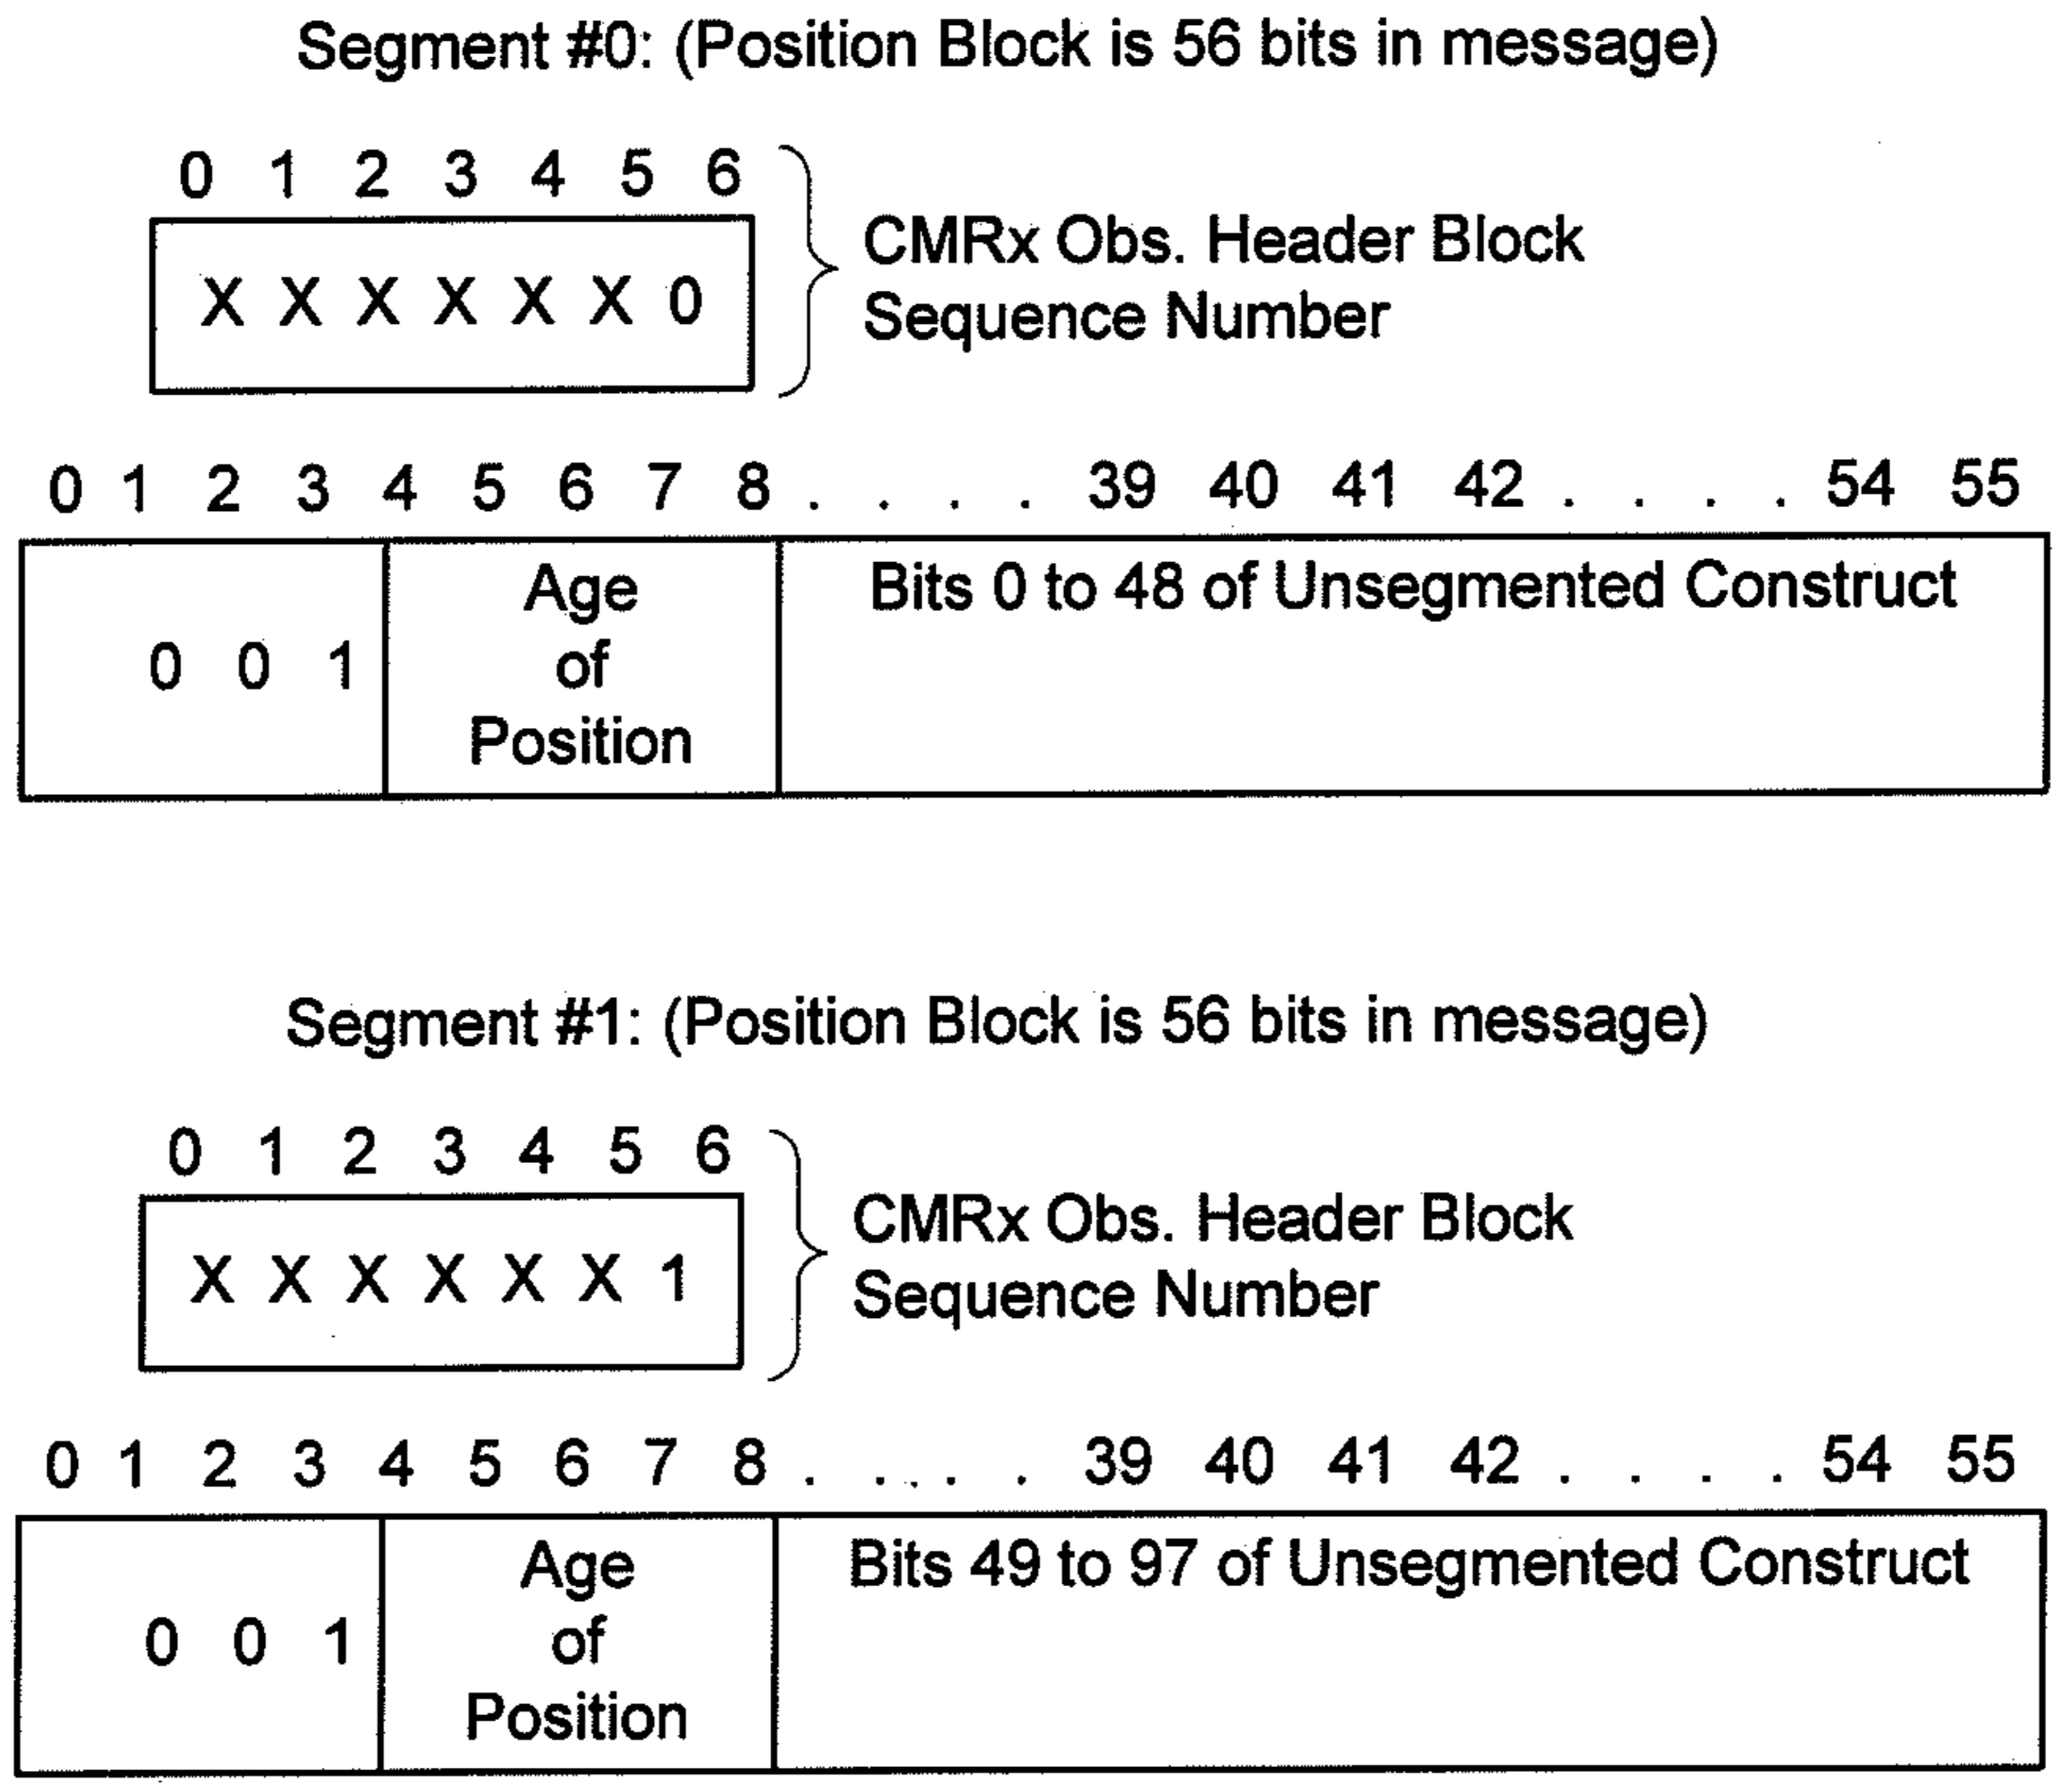 Segment #0: (Position Block is 56 bits in message)
0 1 2 3 4 5 6
X X X X X X 0
CMRx Obs. Header Block
Sequence Number
0 1 2 3 4 5 6 7 8 . . . . 39 40 41 42 . . . . 54 55
0 0 1
Age
of
Position
Bits 0 to 48 of Unsegmented Construct
Segment #1: (Position Block is 56 bits in message)
0 1 2 3 4 5 6
X X X X X X 1
CMRx Obs. Header Block
Sequence Number
0 1 2 3 4 5 6 7 8 . . . . 39 40 41 42 . . . . 54 55
0 0 1
Age
of
Position
Bits 49 to 97 of Unsegmented Construct